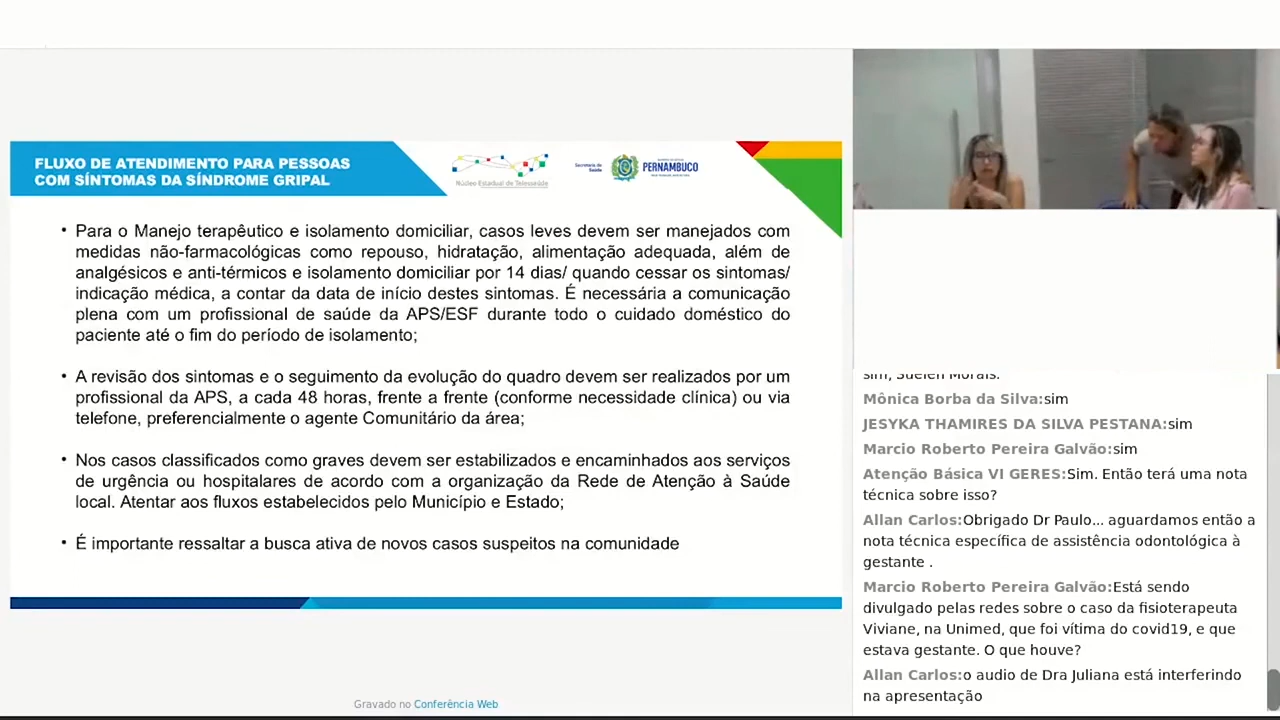 FLUXO DE ATENDIMENTO PARA PESSOAS
COM SÍNTOMAS DA SÍNDROME GRIPAL
Núcleo Estadual de Telessaúde
Secretaria de
Saúde
PERNAMBUCO
• Para o Manejo terapêutico e isolamento domiciliar, casos leves devem ser manejados com
medidas não-farmacológicas como repouso, hidratação, alimentação adequada, além de
analgésicos e anti-térmicos e isolamento domiciliar por 14 dias/ quando cessar os sintomas/
indicação médica, a contar da data de início destes sintomas. É necessária a comunicação
plena com um profissional de saúde da APS/ESF durante todo o cuidado doméstico do
paciente até o fim do período de isolamento;
• A revisão dos sintomas e o seguimento da evolução do quadro devem ser realizados por um
profissional da APS, a cada 48 horas, frente a frente (conforme necessidade clínica) ou via
telefone, preferencialmente o agente Comunitário da área;
• Nos casos classificados como graves devem ser estabilizados e encaminhados aos serviços
de urgência ou hospitalares de acordo com a organização da Rede de Atenção à Saúde
local. Atentar aos fluxos estabelecidos pelo Município e Estado;
• É importante ressaltar a busca ativa de novos casos suspeitos na comunidade
Gravado no Conferência Web
sim, Suelen Morais.
Mônica Borba da Silva:sim
JESYKA THAMIRES DA SILVA PESTANA:sim
Marcio Roberto Pereira Galvão:sim
Atenção Básica VI GERES:Sim. Então terá uma nota
técnica sobre isso?
Allan Carlos:Obrigado Dr Paulo... aguardamos então a
nota técnica específica de assistência odontológica à
gestante .
Marcio Roberto Pereira Galvão:Está sendo
divulgado pelas redes sobre o caso da fisioterapeuta
Viviane, na Unimed, que foi vítima do covid19, e que
estava gestante. O que houve?
Allan Carlos:o audio de Dra Juliana está interferindo
na apresentação